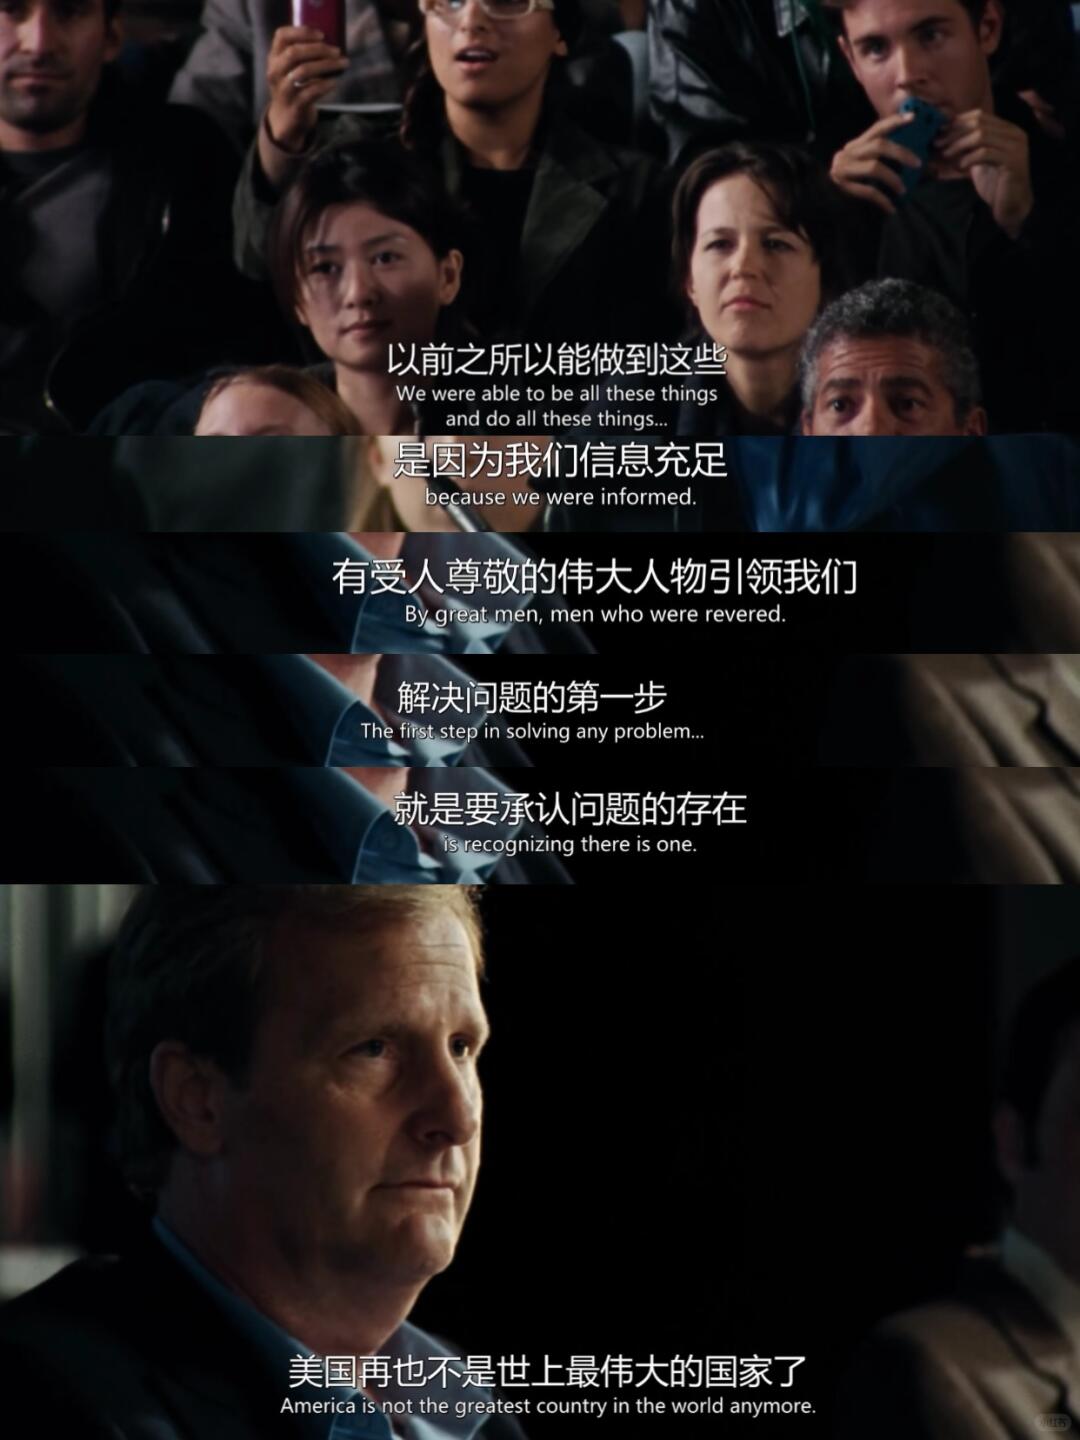 以前之所以能做到这些
We were able to be all these things
and do all these things...
是因为我们信息充足
because we were informed.
有受人尊敬的伟大人物引领我们
By great men, men who were revered.
解决问题的第一步
The first step in solving any problem...
就是要承认问题的存在
is recognizing there is one.
美国再也不是世上最伟大的国家了
America is not the greatest country in the world anymore.
小红书